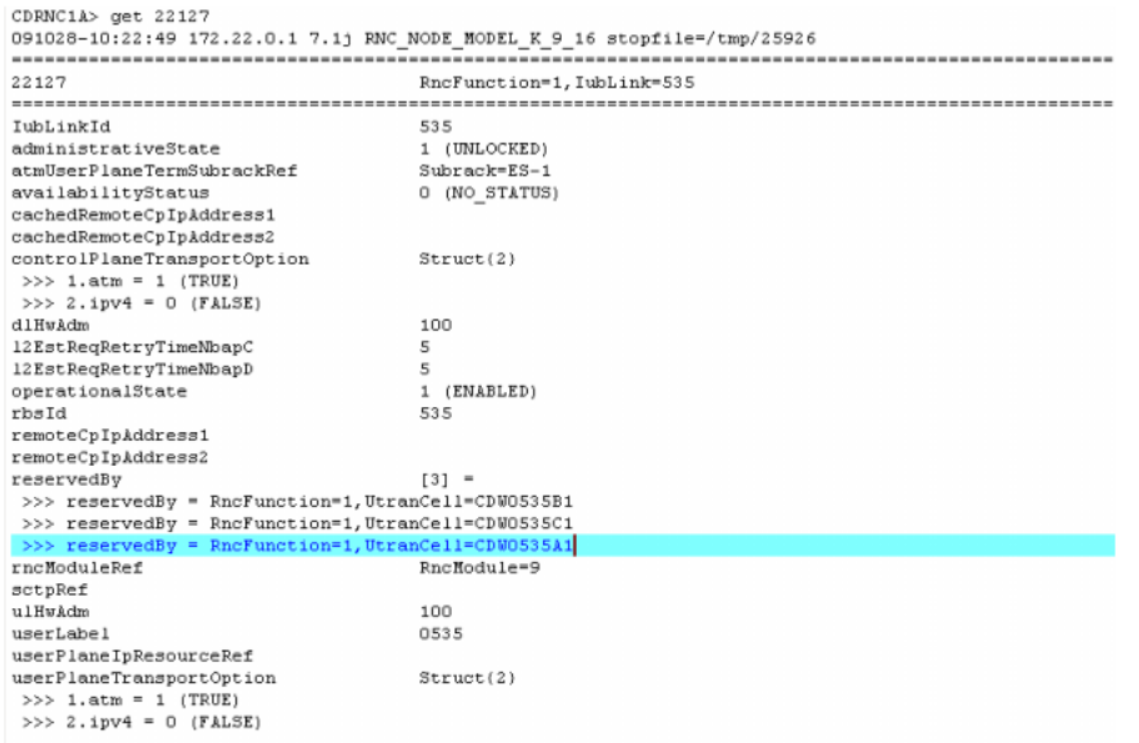 CDRNC1A> get 22127
091028-10:22:49 172.22.0.1 7.1j RNC_NODE_MODEL_K_9_16 stopfile=/tmp/25926
====================================================================================================
22127 RncFunction=1,IubLink=535
====================================================================================================
IubLinkId 535
administrativeState 1 (UNLOCKED)
atmUserPlaneTermSubrackRef Subrack=ES-1
availabilityStatus 0 (NO_STATUS)
cachedRemoteCpIpAddress1
cachedRemoteCpIpAddress2
controlPlaneTransportOption Struct{2}
>>> 1.atm = 1 (TRUE)
>>> 2.ipv4 = 0 (FALSE)
dlHwAdm 100
l2EstReqRetryTimeNbapC 5
l2EstReqRetryTimeNbapD 5
operationalState 1 (ENABLED)
rbsId 535
remoteCpIpAddress1
remoteCpIpAddress2
reservedBy [3] =
>>> reservedBy = RncFunction=1,UtranCell=CDW0535B1
>>> reservedBy = RncFunction=1,UtranCell=CDW0535C1
>>> reservedBy = RncFunction=1,UtranCell=CDW0535A1
rncModuleRef RncModule=9
sctpRef
ulHwAdm 100
userLabel 0535
userPlaneIpResourceRef
userPlaneTransportOption Struct{2}
>>> 1.atm = 1 (TRUE)
>>> 2.ipv4 = 0 (FALSE)